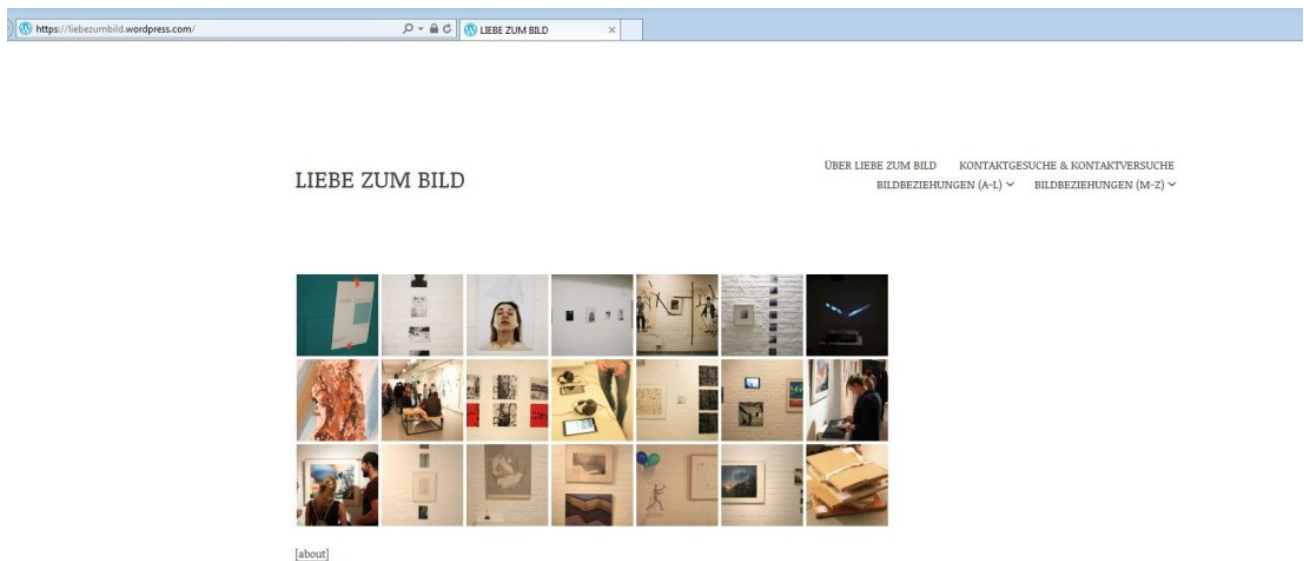 https://liebezumbild.wordpress.com/
LIEBE ZUM BILD
LIEBE ZUM BILD
ÜBER LIEBE ZUM BILD KONTAKTGESUCHE & KONTAKTVERSUCHE
BILDBEZIEHUNGEN (A-L) BILDBEZIEHUNGEN (M-Z)
[about]